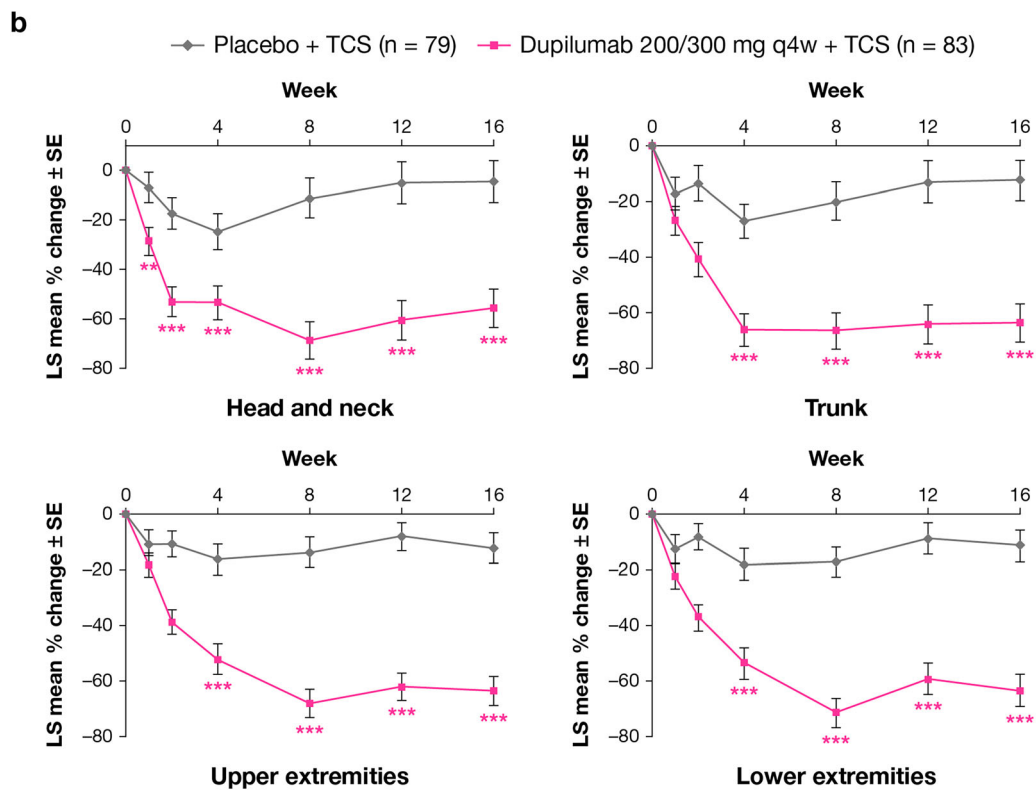 b
Placebo + TCS (n = 79) Dupilumab 200/300 mg q4w + TCS (n = 83)
Week
0 4 8 12 16
LS mean % change ± SE
0
−20
−40
−60
−80
**
***
***
***
***
***
Head and neck
Week
0 4 8 12 16
LS mean % change ± SE
0
−20
−40
−60
−80
***
***
***
***
Trunk
Week
0 4 8 12 16
LS mean % change ± SE
0
−20
−40
−60
−80
***
***
***
***
Upper extremities
Week
0 4 8 12 16
LS mean % change ± SE
0
−20
−40
−60
−80
***
***
***
***
Lower extremities